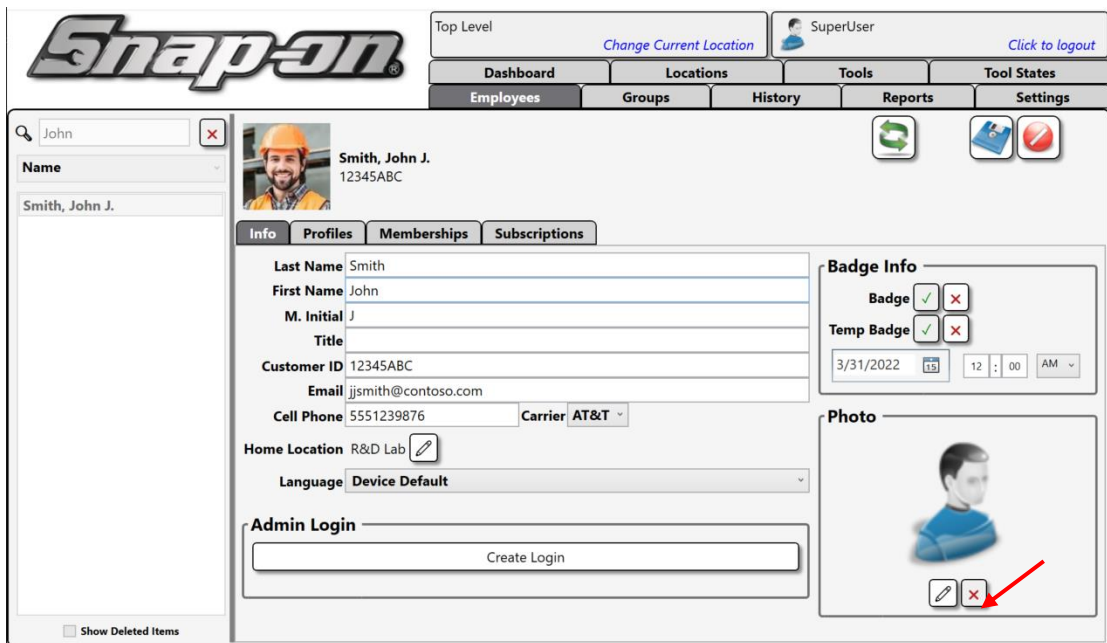 Snap-on®
Top Level
Change Current Location
SuperUser
Click to logout
Dashboard Locations Tools Tool States
Employees Groups History Reports Settings
John
Name
Smith, John J.
Show Deleted Items
Smith, John J.
12345ABC
Info Profiles Memberships Subscriptions
Last Name Smith
First Name John
M. Initial J
Title
Customer ID 12345ABC
Email jjsmith@contoso.com
Cell Phone 5551239876 Carrier AT&T
Home Location R&D Lab
Language Device Default
Admin Login
Create Login
Badge Info
Badge
Temp Badge
3/31/2022 15 12 : 00 AM
Photo